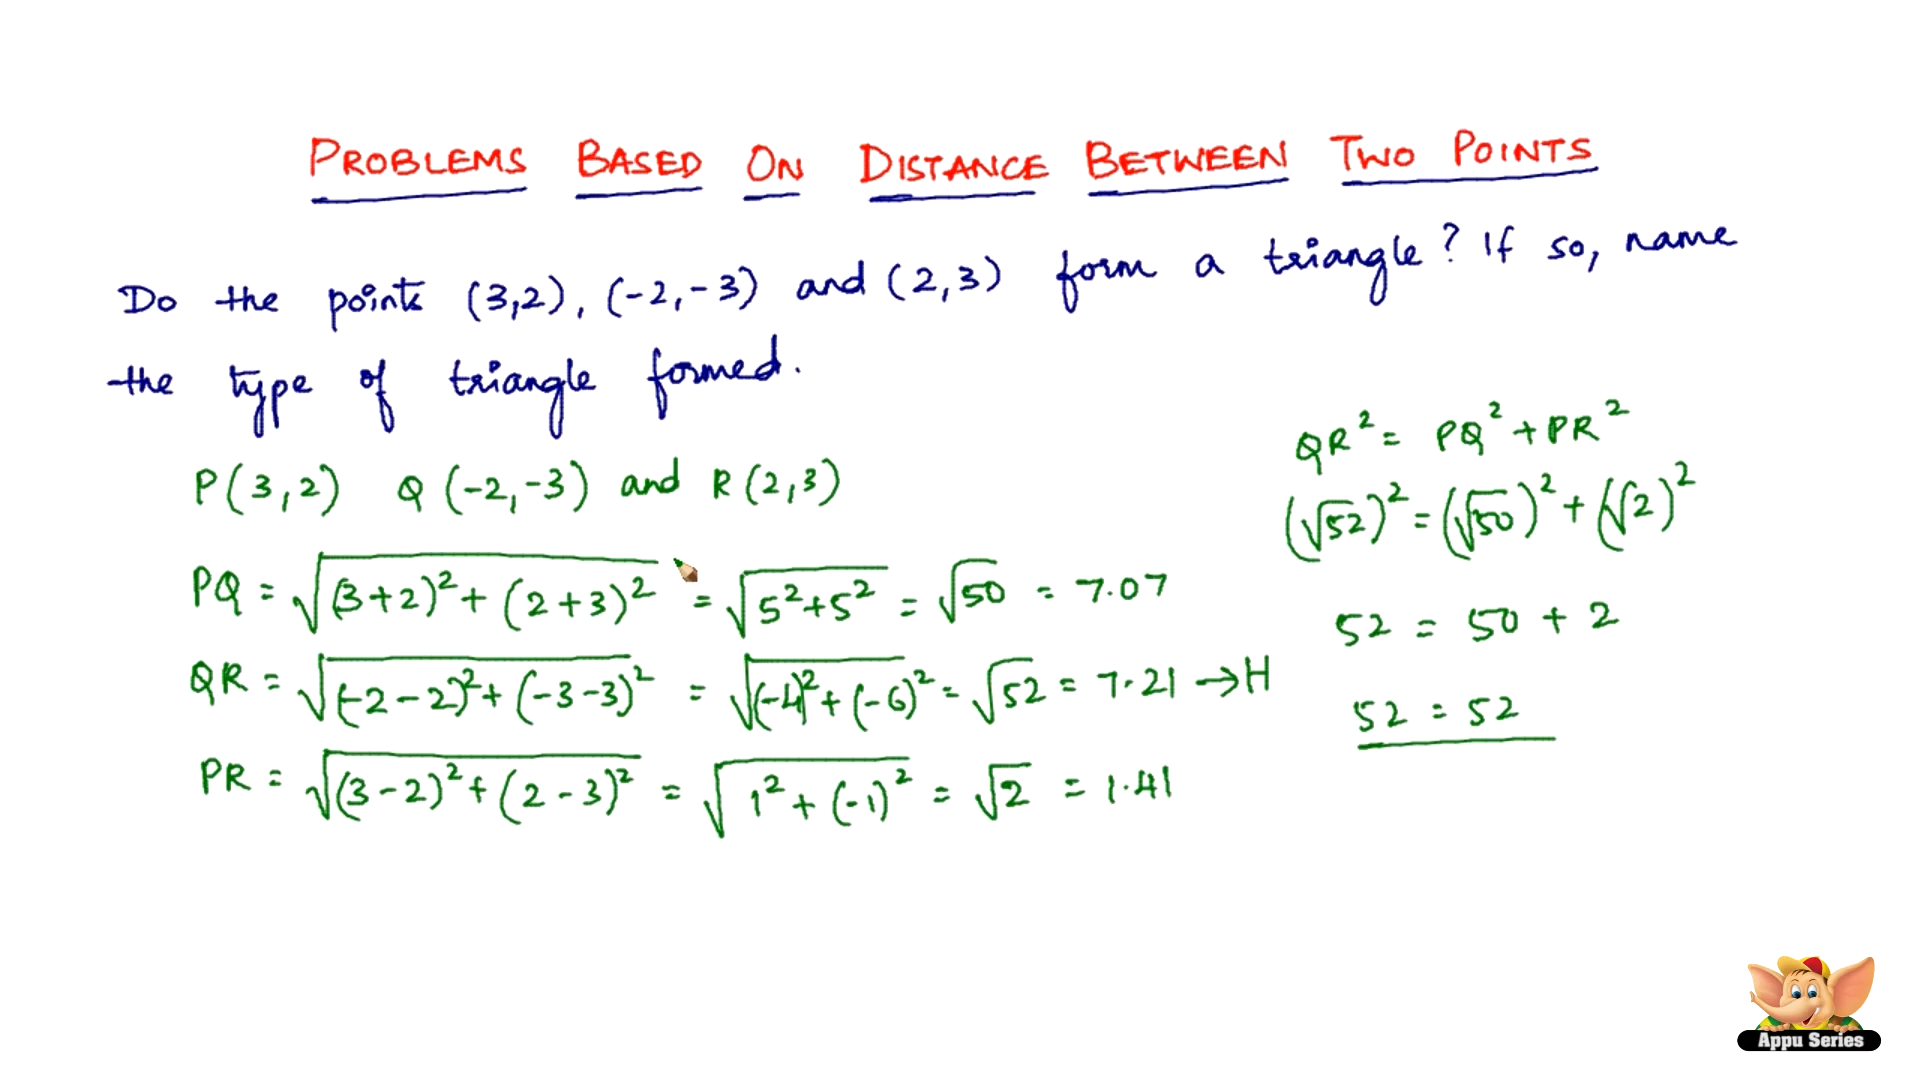 PROBLEMS BASED ON DISTANCE BETWEEN TWO POINTS
Do the points (3,2), (-2,-3) and (2,3) form a triangle? If so, name
the type of triangle formed.
P(3,2) Q(-2,-3) and R(2,3)
PQ = √(3+2)²+(2+3)² = √5²+5² = √50 = 7.07
QR = √(-2-2)²+(-3-3)² = √(-4)²+(-6)² = √52 = 7.21 → H
PR = √(3-2)²+(2-3)² = √1²+(-1)² = √2 = 1.41
QR² = PQ²+PR²
(√52)² = (√50)²+(√2)²
52 = 50+2
52 = 52
Appu Series